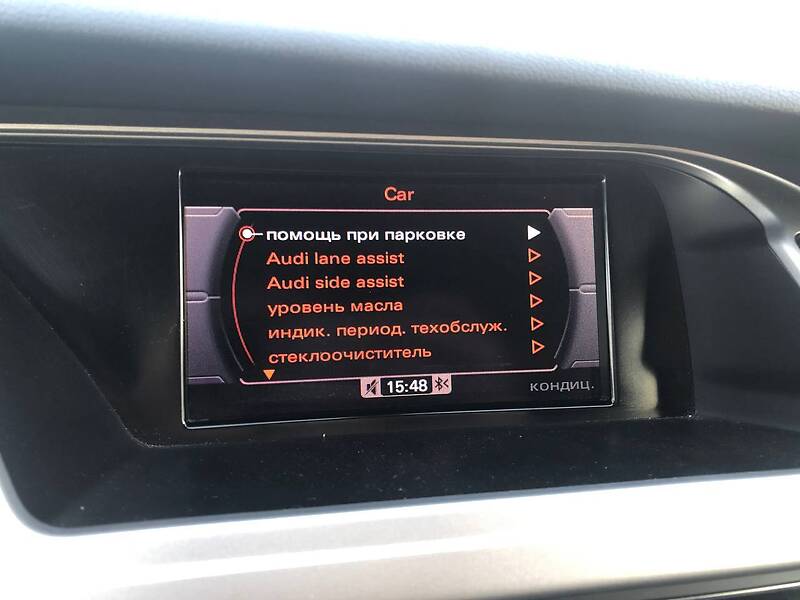 Car
помощь при парковке
Audi lane assist
Audi side assist
уровень масла
индик. период. техобслуж.
стеклоочиститель
15:48
кондиц.